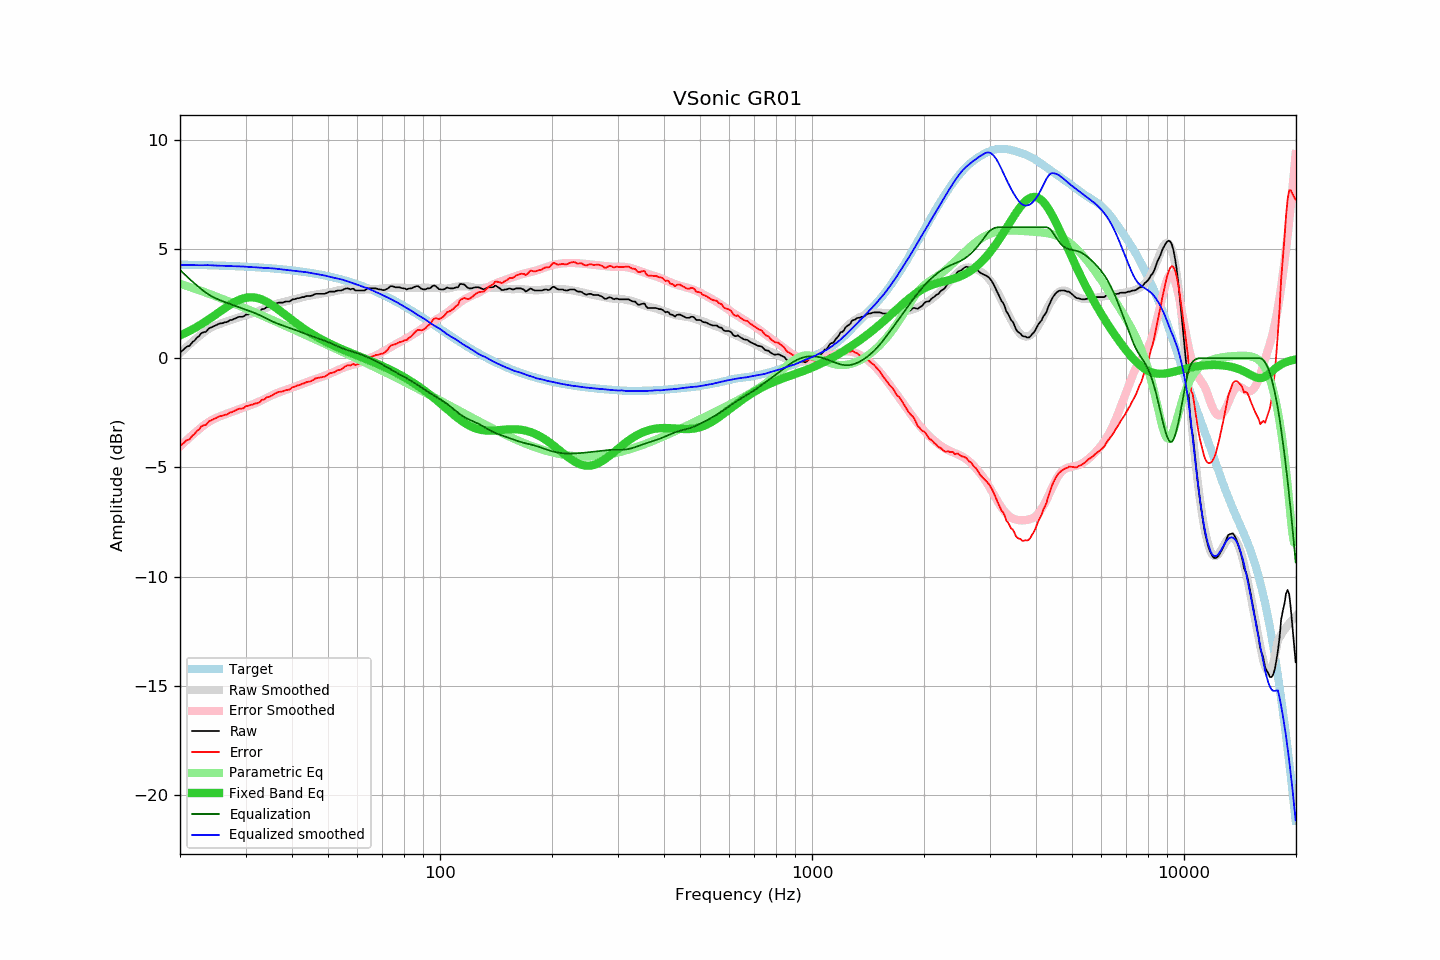 VSonic GR01
10
5
0
−5
−10
−15
−20
Amplitude (dBr)
Target
Raw Smoothed
Error Smoothed
Raw
Error
Parametric Eq
Fixed Band Eq
Equalization
Equalized smoothed
100
1000
10000
Frequency (Hz)